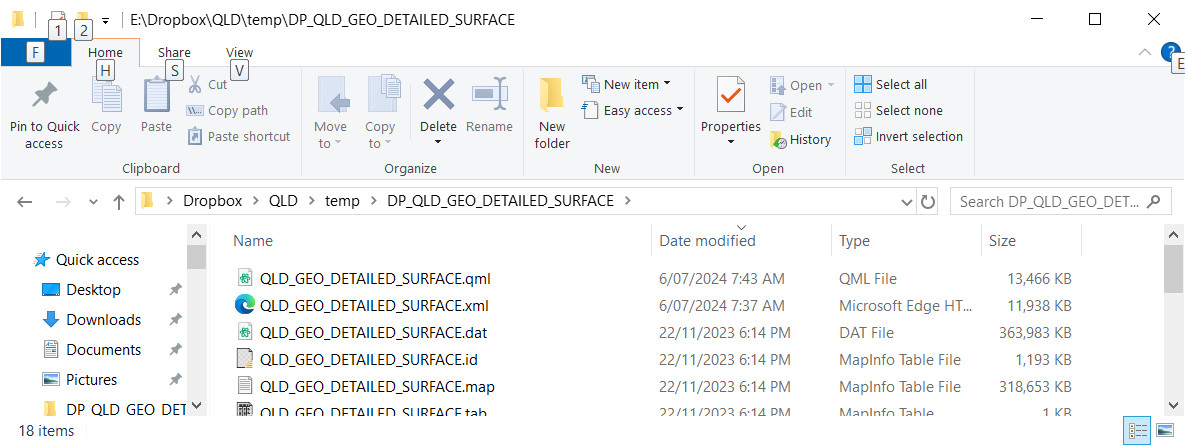 E:\Dropbox\QLD\temp\DP_QLD_GEO_DETAILED_SURFACE
1 2
F Home Share View
H S V E
Pin to Quick access
Copy
Paste
Cut
Copy path
Paste shortcut
Clipboard
Move to
Copy to
Delete
Rename
Organize
New folder
New item
Easy access
New
Properties
Open
Edit
History
Open
Select all
Select none
Invert selection
Select
Dropbox > QLD > temp > DP_QLD_GEO_DETAILED_SURFACE >
Search DP_QLD_GEO_DET...
Quick access
Desktop
Downloads
Documents
Pictures
DP_QLD_GEO_DET
Name Date modified Type Size
QLD_GEO_DETAILED_SURFACE.qml 6/07/2024 7:43 AM QML File 13,466 KB
QLD_GEO_DETAILED_SURFACE.xml 6/07/2024 7:37 AM Microsoft Edge HT... 11,938 KB
QLD_GEO_DETAILED_SURFACE.dat 22/11/2023 6:14 PM DAT File 363,983 KB
QLD_GEO_DETAILED_SURFACE.id 22/11/2023 6:14 PM MapInfo Table File 1,193 KB
QLD_GEO_DETAILED_SURFACE.map 22/11/2023 6:14 PM MapInfo Table File 318,653 KB
QLD_GEO_DETAILED_SURFACE.tab 22/11/2023 6:14 PM MapInfo Table File 1 KB
18 items